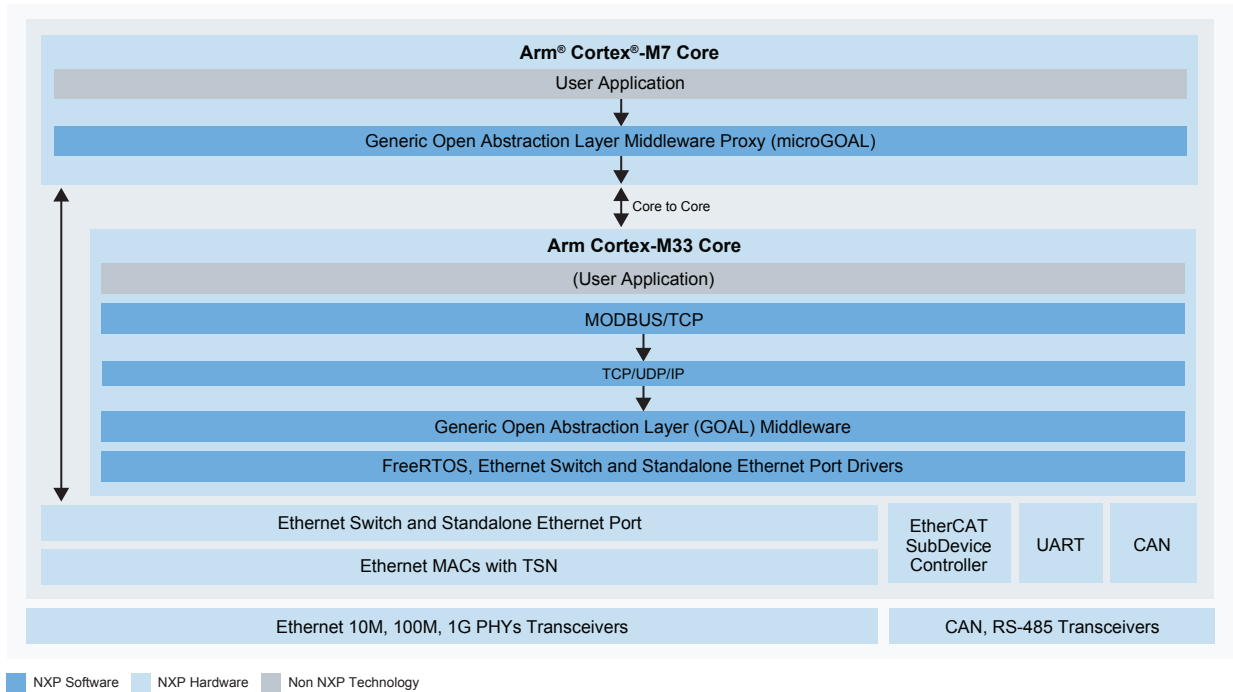 Arm® Cortex®-M7 Core
User Application
Generic Open Abstraction Layer Middleware Proxy (microGOAL)
Core to Core
Arm Cortex-M33 Core
(User Application)
MODBUS/TCP
TCP/UDP/IP
Generic Open Abstraction Layer (GOAL) Middleware
FreeRTOS, Ethernet Switch and Standalone Ethernet Port Drivers
Ethernet Switch and Standalone Ethernet Port
Ethernet MACs with TSN
EtherCAT
SubDevice
Controller
UART
CAN
Ethernet 10M, 100M, 1G PHYs Transceivers
CAN, RS-485 Transceivers
NXP Software
NXP Hardware
Non NXP Technology